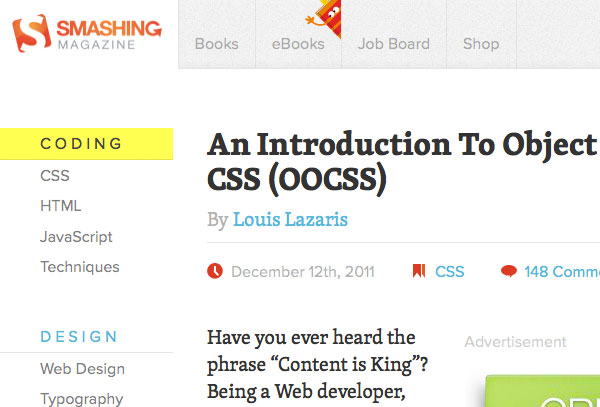 SMASHING
MAGAZINE
Books
eBooks
Job Board
Shop
CODING
CSS
HTML
JavaScript
Techniques
DESIGN
Web Design
Typography
An Introduction To Object
CSS (OOCSS)
By Louis Lazaris
December 12th, 2011
CSS
148 Comme
Have you ever heard the
phrase “Content is King”?
Being a Web developer,
Advertisement